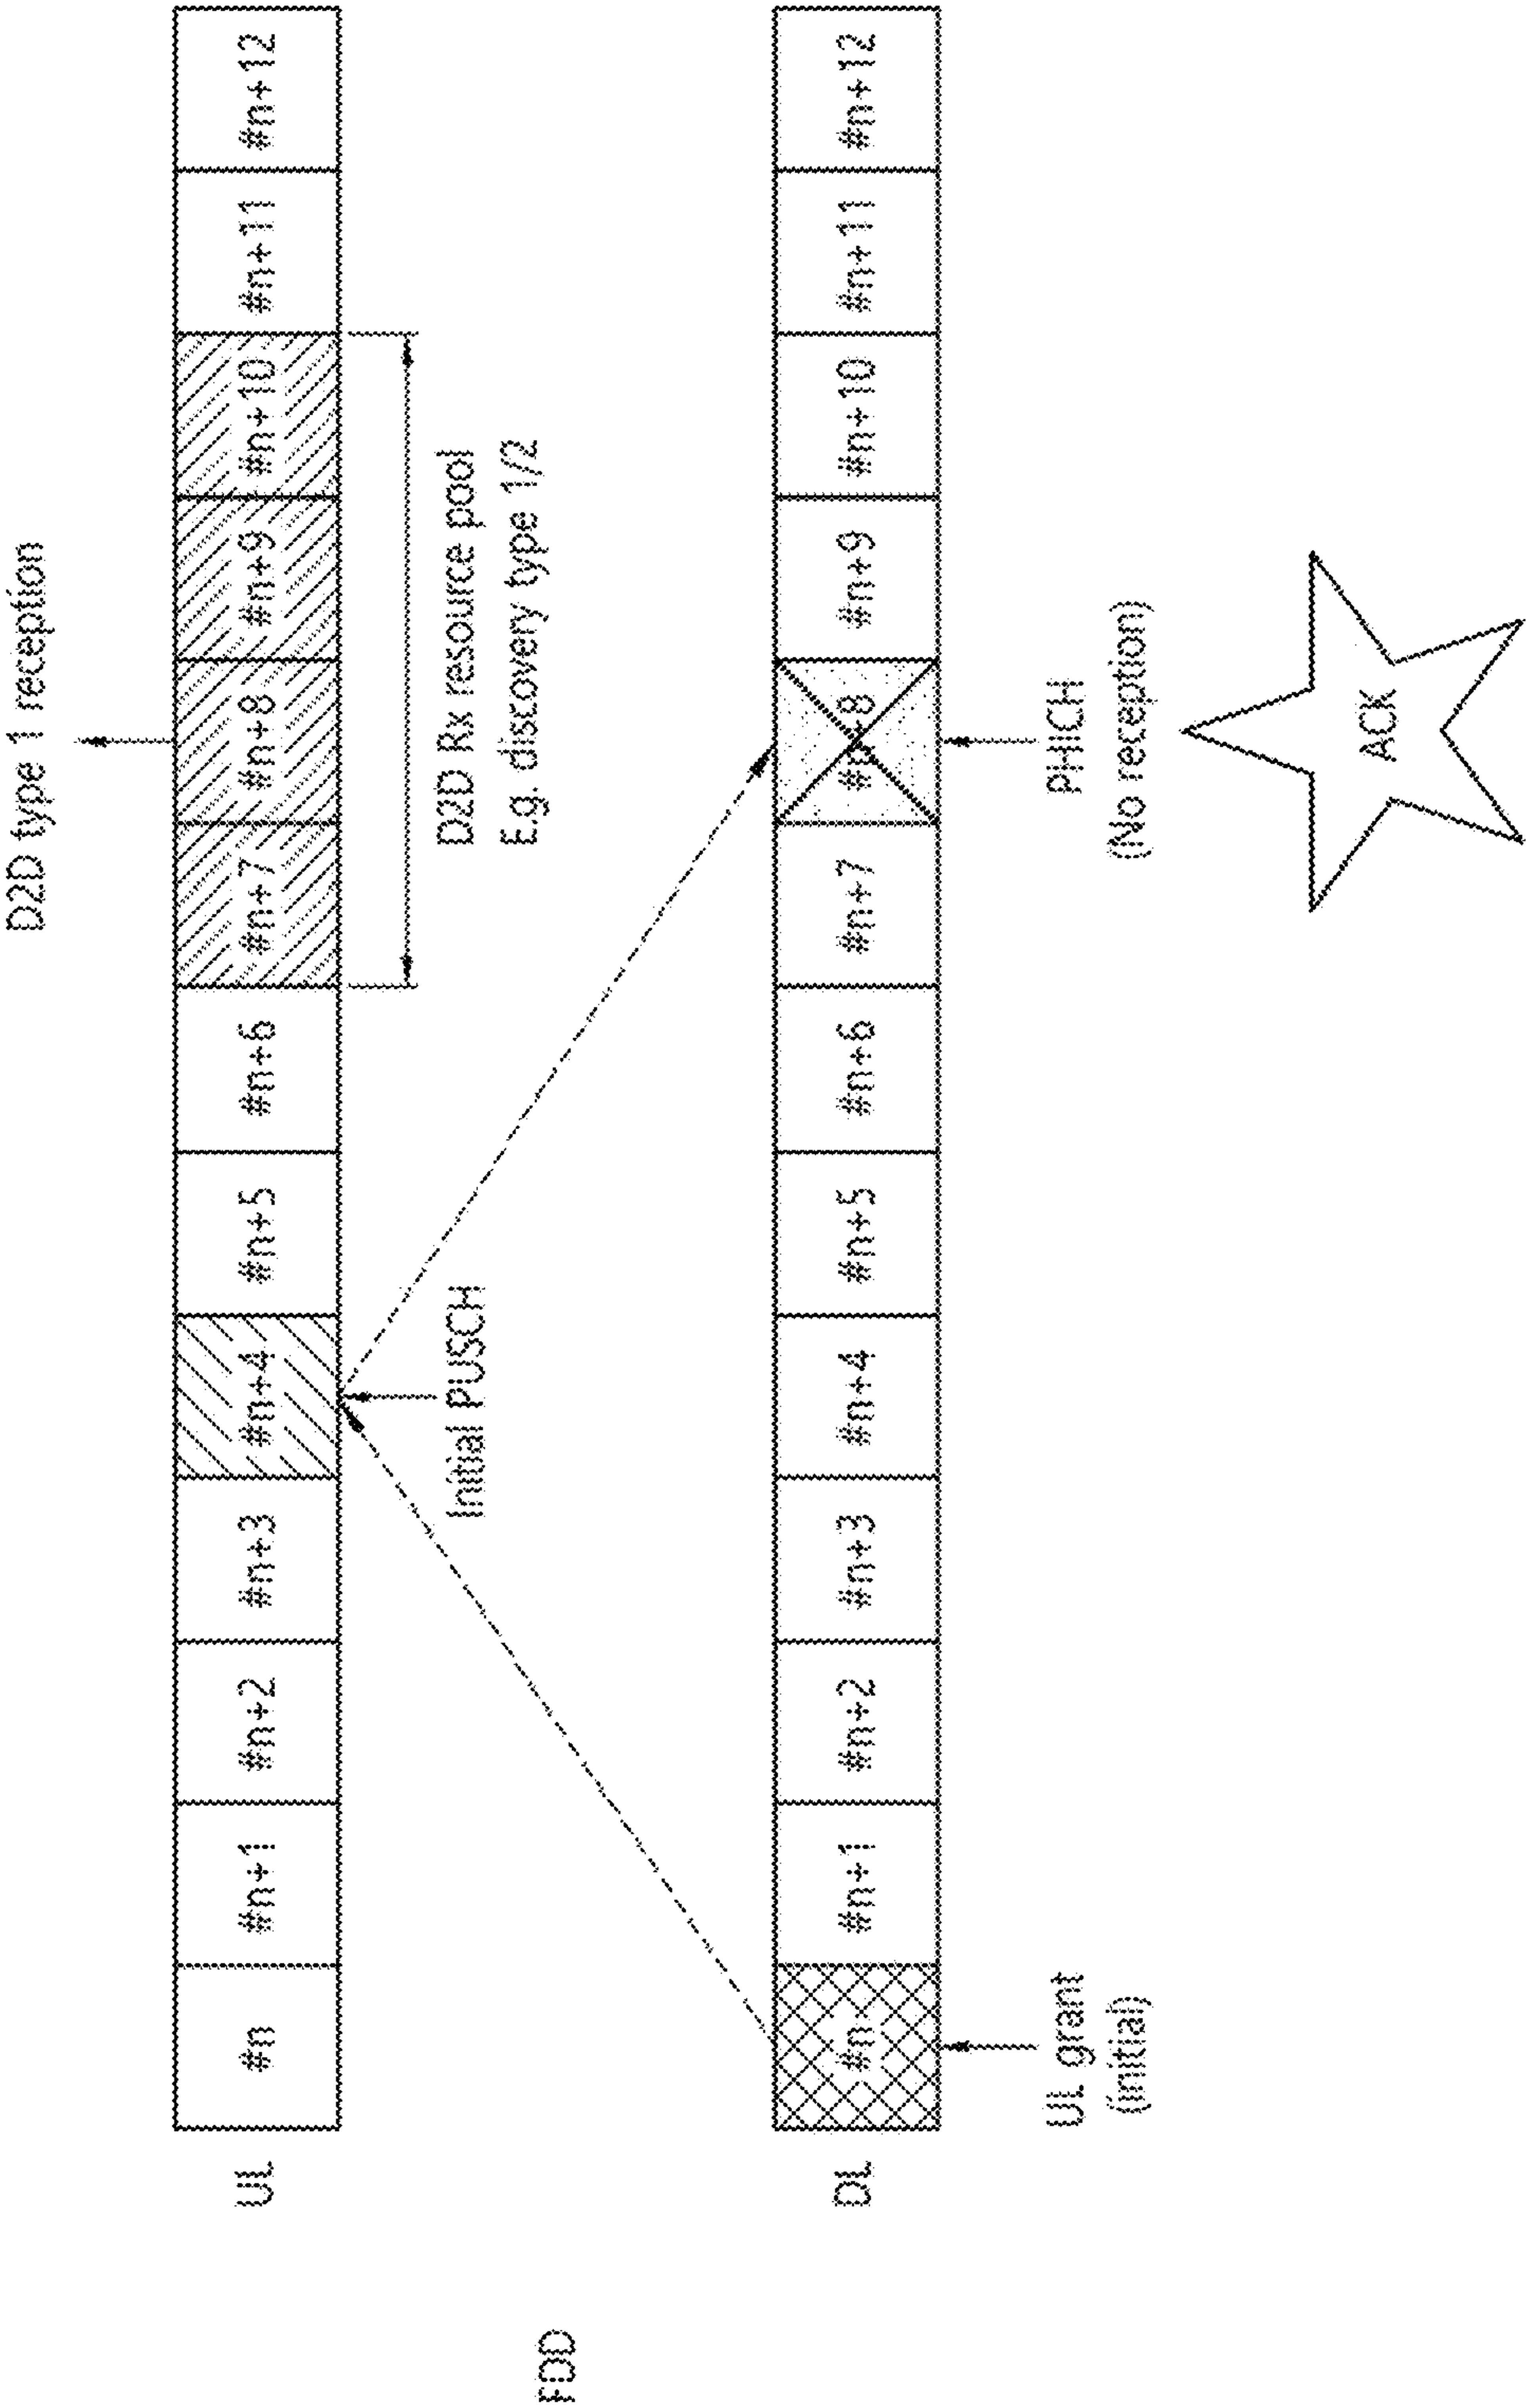 D2D type 1 reception
UL #n #n+1 #n+2 #n+3 #n+4 #n+5 #n+6 #n+7 #n+8 #n+9 #n+10 #n+11 #n+12
Initial PUSCH
D2D Rx resource pool
E.g. discovery type 1/2
FDD
DL #n #n+1 #n+2 #n+3 #n+4 #n+5 #n+6 #n+7 #n+8 #n+9 #n+10 #n+11 #n+12
UL grant
(initial)
PHICH
(No reception)
ACK